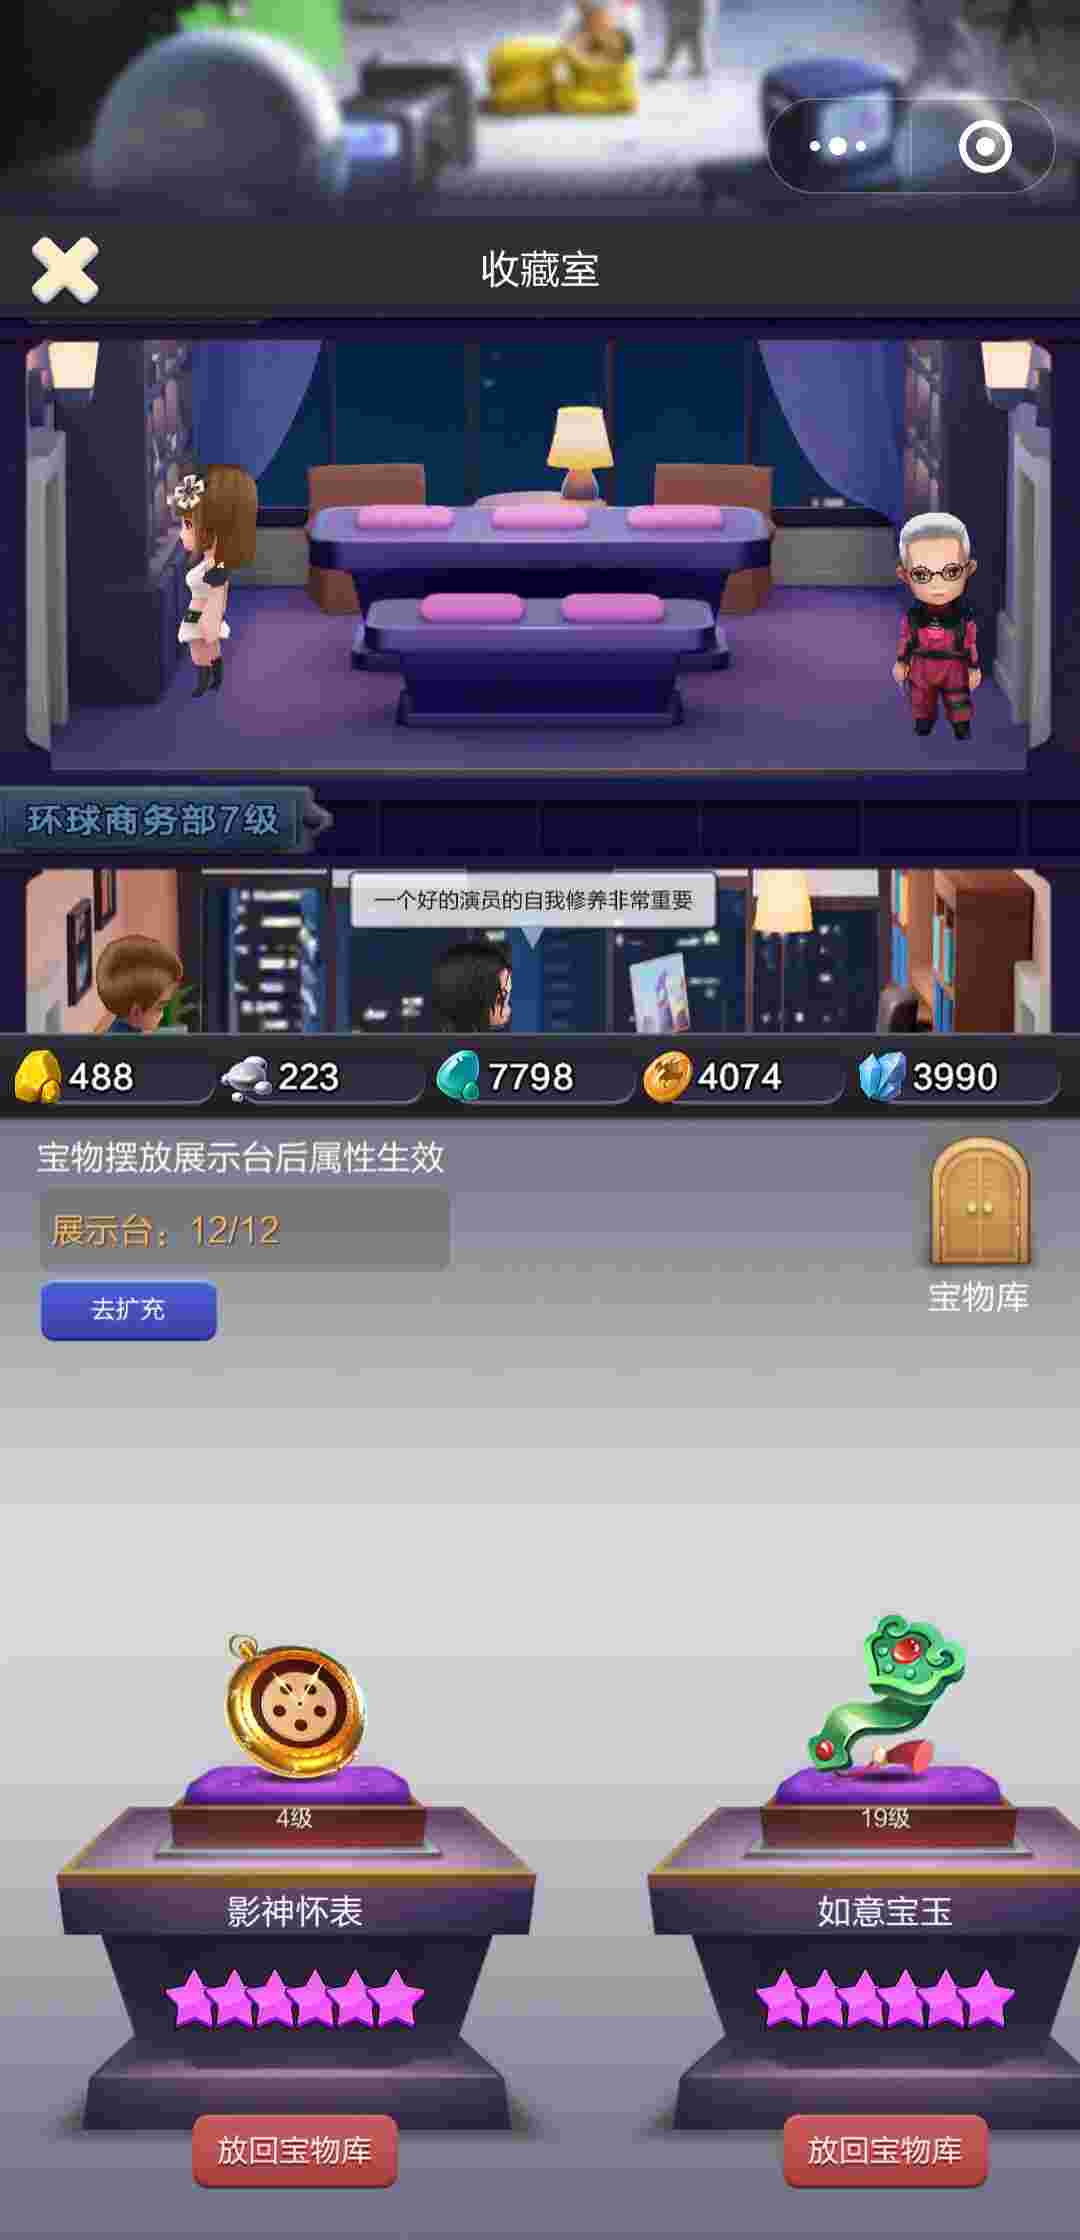 收藏室
环球商务部7级
一个好的演员的自我修养非常重要
488 223 7798 4074 3990
宝物摆放展示台后属性生效
展示台：12/12
宝物库
去扩充
4级 19级
影神怀表 如意宝玉
放回宝物库 放回宝物库